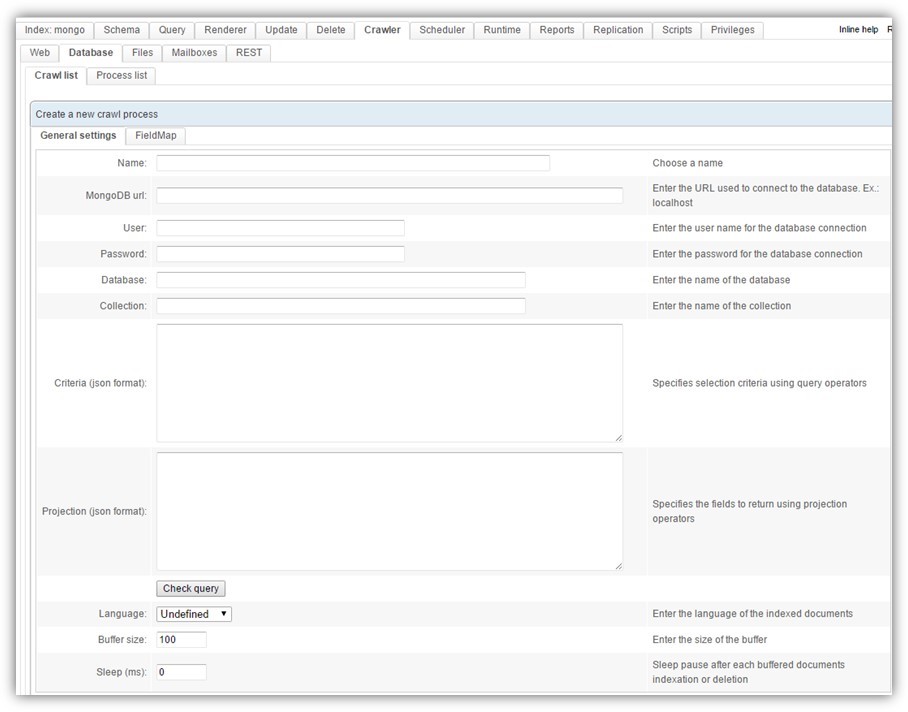 Index: mongo Schema Query Renderer Update Delete Crawler Scheduler Runtime Reports Replication Scripts Privileges Inline help
Web Database Files Mailboxes REST
Crawl list Process list
Create a new crawl process
General settings FieldMap
Name: Choose a name
MongoDB url: Enter the URL used to connect to the database. Ex.:
localhost
User: Enter the user name for the database connection
Password: Enter the password for the database connection
Database: Enter the name of the database
Collection: Enter the name of the collection
Criteria (json format): Specifies selection criteria using query operators
Projection (json format): Specifies the fields to return using projection
operators
Check query
Language: Undefined Enter the language of the indexed documents
Buffer size: 100 Enter the size of the buffer
Sleep (ms): 0 Sleep pause after each buffered documents
indexation or deletion